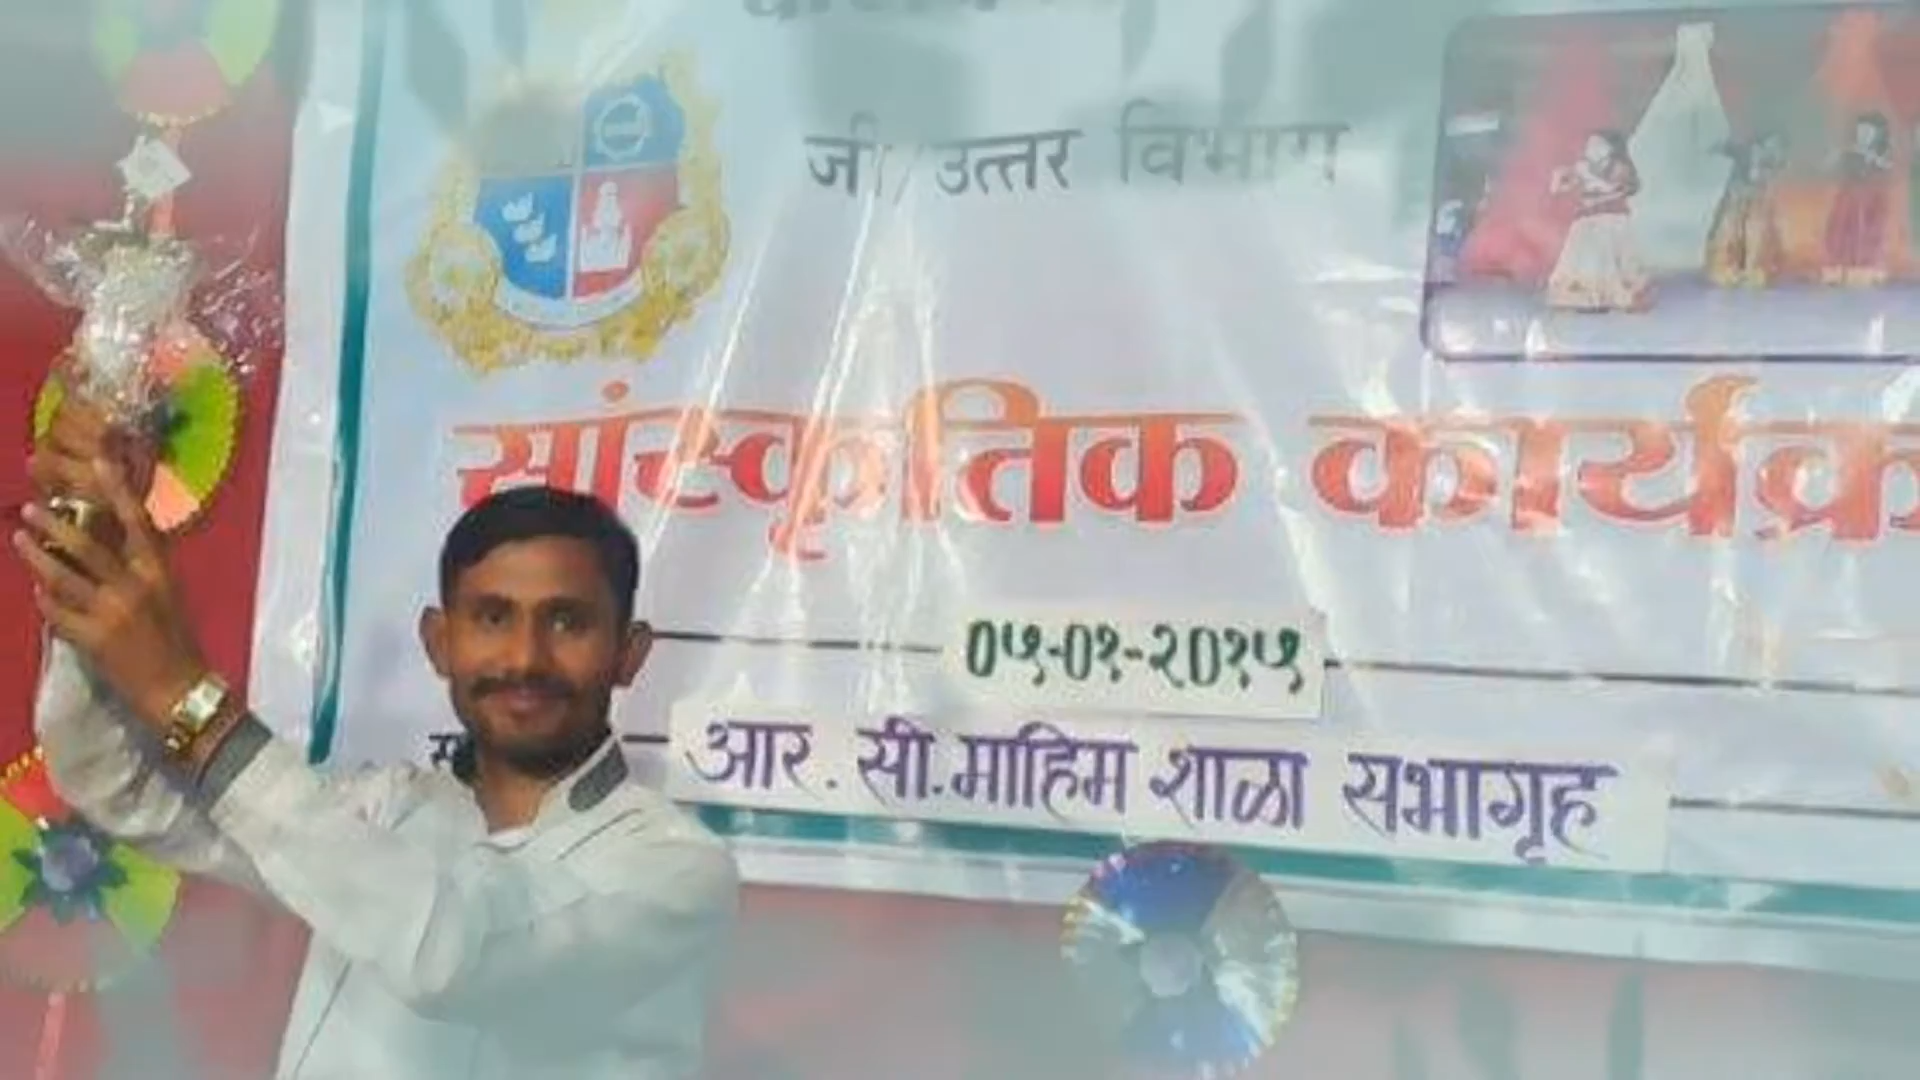 जी/उत्तर विभाग
सांस्कृतिक कार्यक्र
०५-०१-२०१५
आर. सी. माहिम शाळा सभागृह